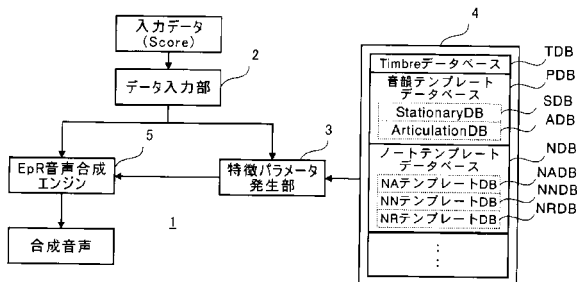 入力データ
(Score)
2
データ入力部
5
EpR音声合成
エンジン
3
特徴パラメータ
発生部
合成音声
1
4
Timbreデータベース
TDB
音韻テンプレート
データベース
PDB
StationaryDB
SDB
ArticulationDB
ADB
ノートテンプレート
データベース
NDB
NAテンプレートDB
NADB
NNテンプレートDB
NNDB
NRテンプレートDB
NRDB